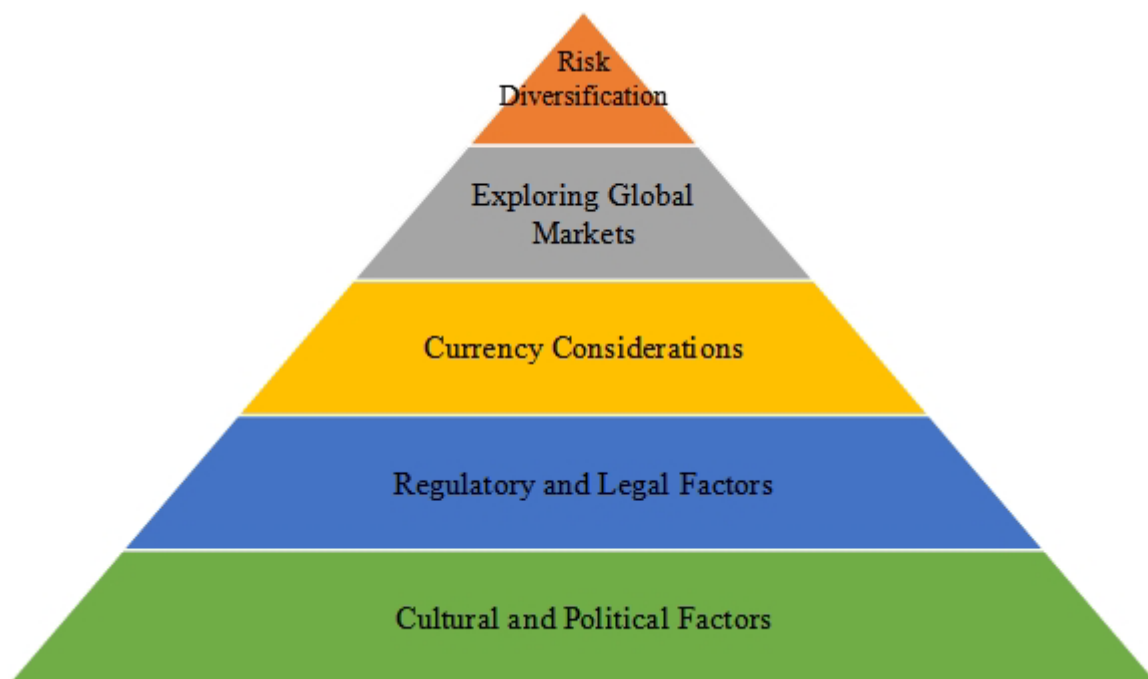 Risk
Diversification
Exploring Global
Markets
Currency Considerations
Regulatory and Legal Factors
Cultural and Political Factors